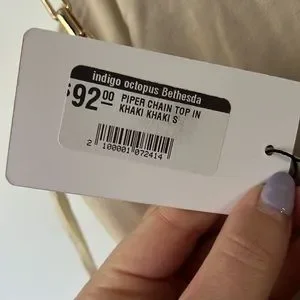 indigo octopus Bethesda
$92.00 PIPER CHAIN TOP IN
KHAKI KHAKI S
2 100001 072414